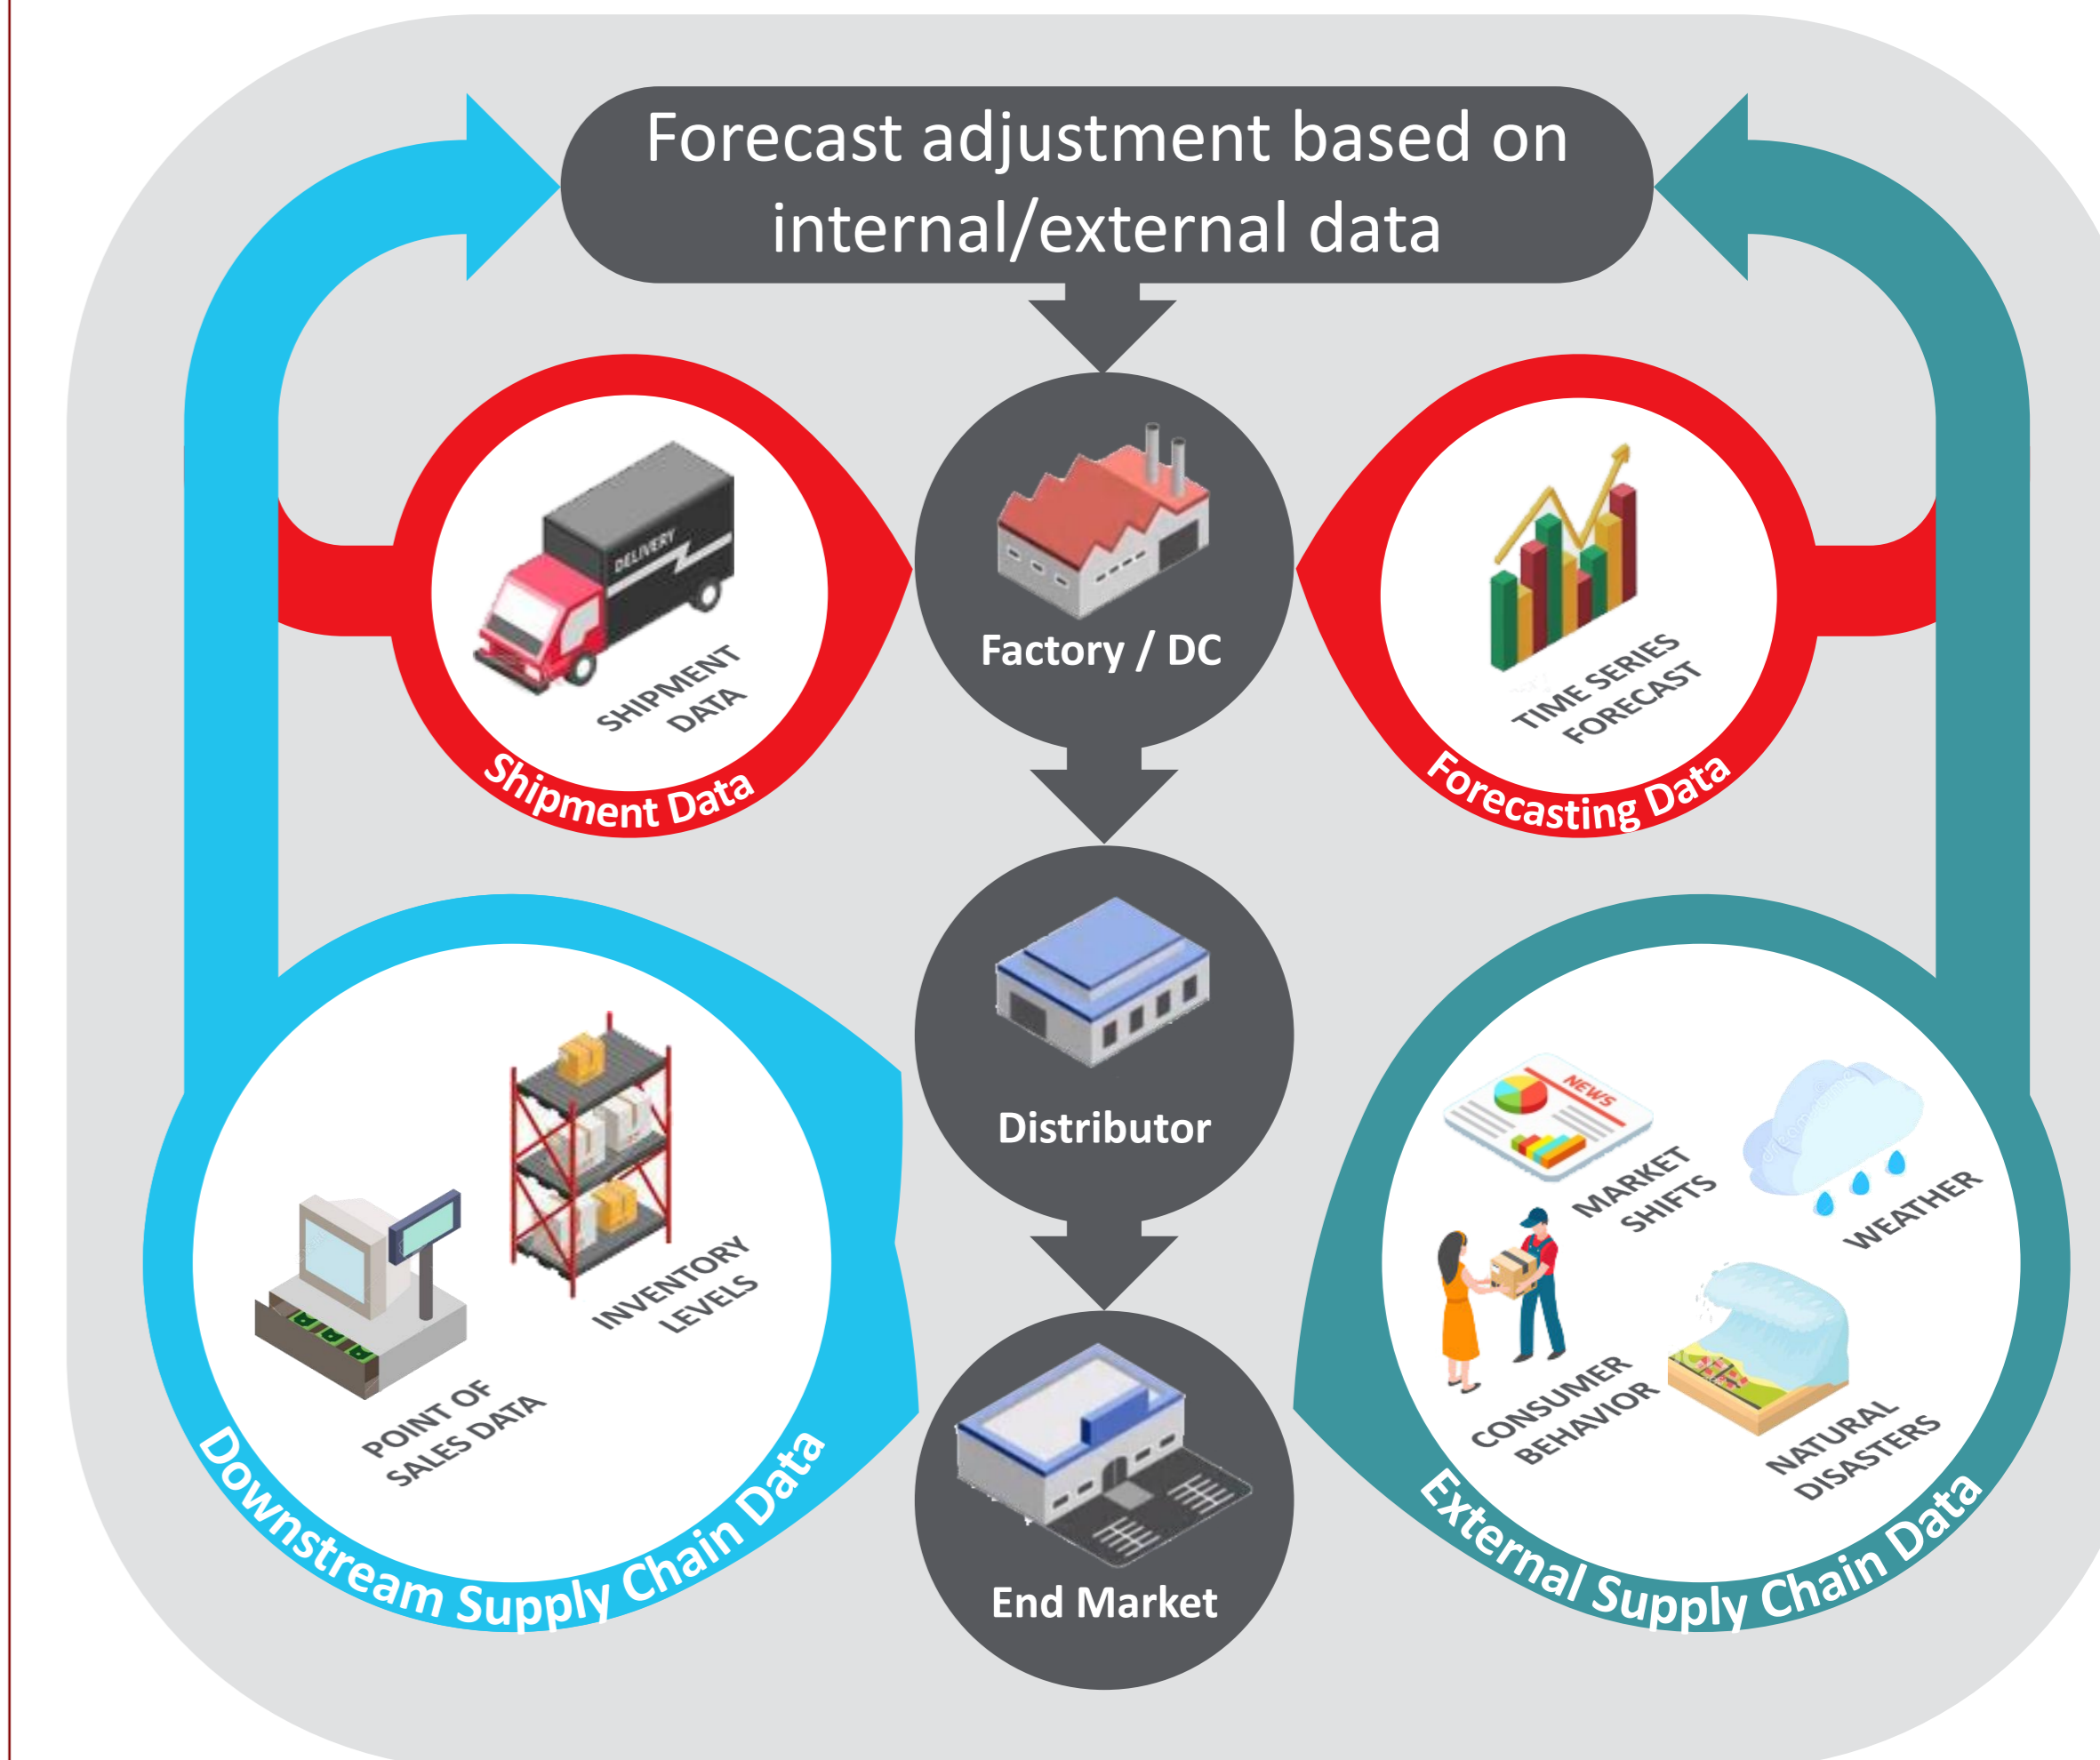 Forecast adjustment based on
internal/external data
DELIVERY
SHIPMENT
DATA
Shipment Data
Factory / DC
TIME SERIES
FORECAST
Forecasting Data
Distributor
INVENTORY
LEVELS
POINT OF
SALES DATA
Downstream Supply Chain Data
End Market
NEWS
MARKET
SHIFTS
WEATHER
CONSUMER
BEHAVIOR
NATURAL
DISASTERS
External Supply Chain Data